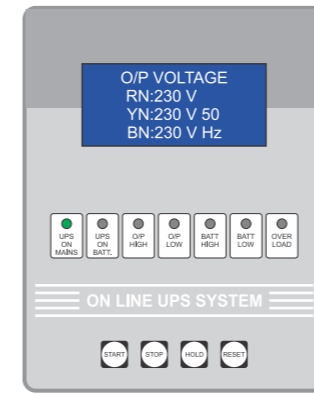 O/P VOLTAGE
RN:230 V
YN:230 V 50
BN:230 V Hz
UPS
ON
MAINS
UPS
ON
BATT.
O/P
HIGH
O/P
LOW
BATT
HIGH
BATT
LOW
OVER
LOAD
ON LINE UPS SYSTEM
START
STOP
HOLD
RESET